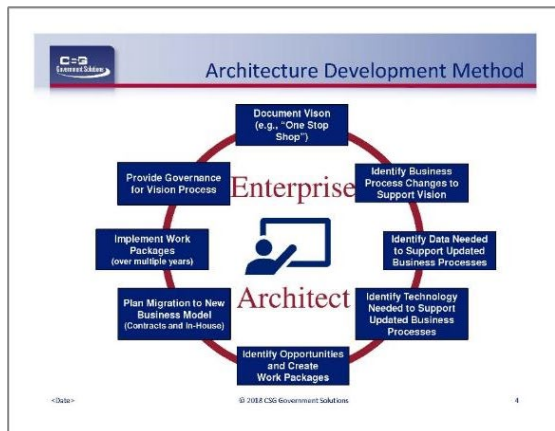 CSG
Government Solutions
Architecture Development Method
Document Vison
(e.g., “One Stop
Shop”)
Identify Business
Process Changes to
Support Vision
Identify Data Needed
to Support Updated
Business Processes
Identify Technology
Needed to Support
Updated Business
Processes
Identify Opportunities
and Create
Work Packages
Plan Migration to New
Business Model
(Contracts and In-House)
Implement Work
Packages
(over multiple years)
Provide Governance
for Vision Process
Enterprise
Architect
<Date>
© 2018 CSG Government Solutions
4